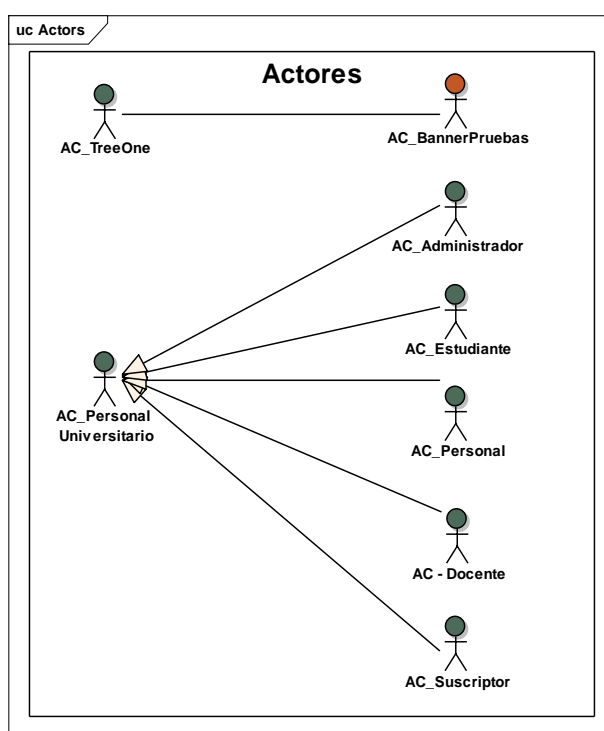 uc Actors
Actores
AC_TreeOne
AC_BannerPruebas
AC_Administrador
AC_Estudiante
AC_Personal
Universitario
AC_Personal
AC - Docente
AC_Suscriptor